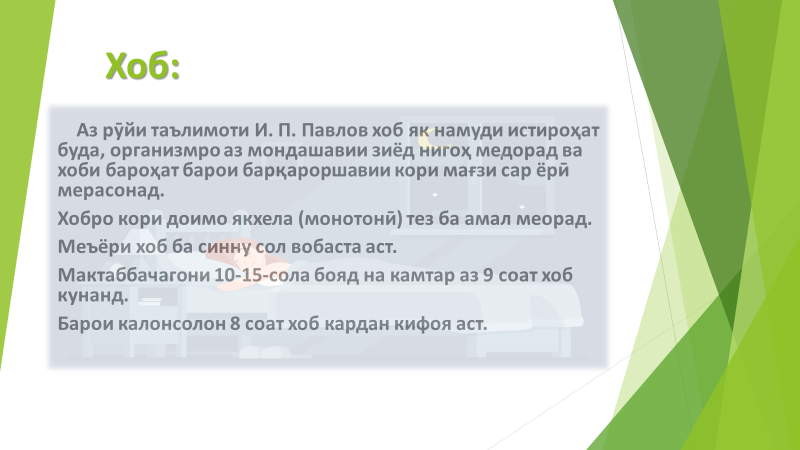 Хоб:
Аз рӯйи таълимоти И. П. Павлов хоб як намуди истироҳат
буда, организмро аз мондашавии зиёд нигоҳ медорад ва
хоби бароҳат барои барқароршавии кори мағзи сар ёрӣ
мерасонад.
Хобро кори доимо якхела (монотонӣ) тез ба амал меорад.
Меъёри хоб ба синну сол вобаста аст.
Мактаббачагони 10-15-сола бояд на камтар аз 9 соат хоб
кунанд.
Барои калонсолон 8 соат хоб кардан кифоя аст.